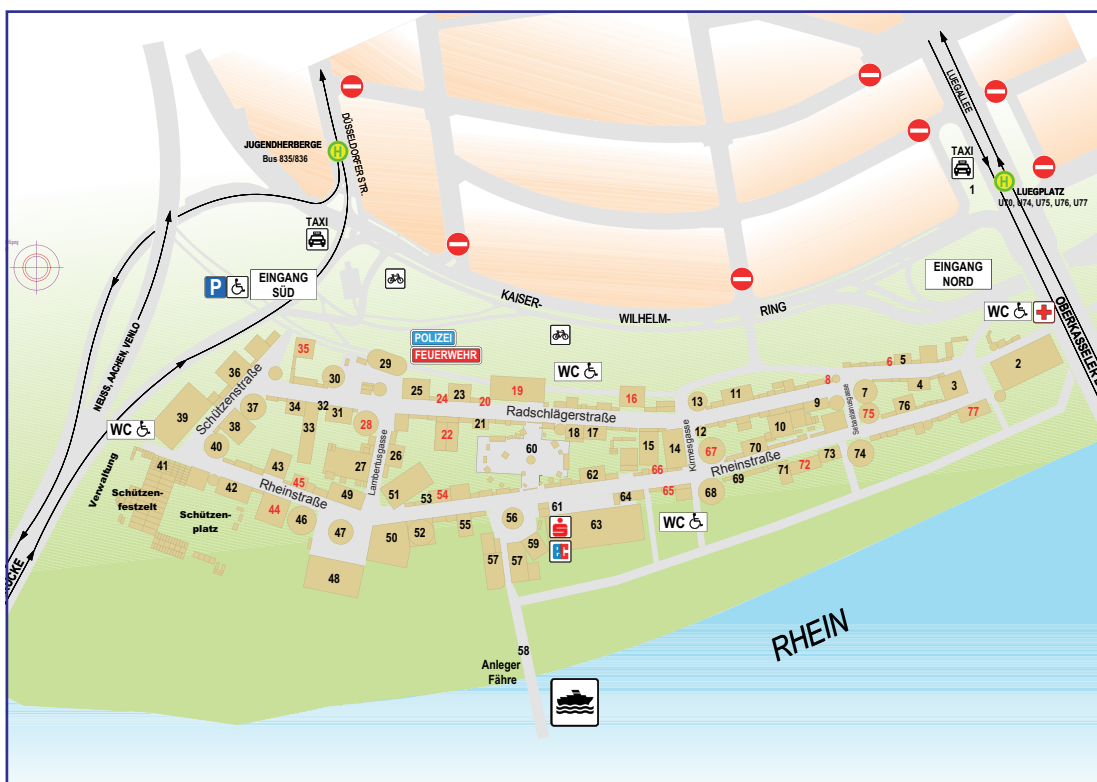 JUGENDHERBERGE
Bus 835/836
H
DÜSSELDORFER STR.
TAXI
P
EINGANG
SÜD
NEUSS, AACHEN, VENLO
LUEGALLEE
TAXI
1
H
LUEGPLATZ
U70, U74, U75, U76, U77
EINGANG
NORD
WC
KAISER-
WILHELM-
RING
POLIZEI
FEUERWEHR
WC
WC
WC
Schützenstraße
Radschlägerstraße
Rheinstraße
Rheinstraße
Lambertusgasse
Kirmesgasse
Verwaltung
Schützen-
festzelt
Schützen-
platz
35
36
37
38
39
40
41
42
43
44
45
46
47
48
49
50
51
52
53
54
55
56
57
57
58
59
60
61
62
63
64
65
66
67
68
69
70
71
72
73
74
75
76
77
2
3
4
5
6
7
8
9
10
11
12
13
14
15
16
17
18
19
20
21
22
23
24
25
26
27
28
29
30
31
32
33
34
S
EC
Anleger
Fähre
RHEIN